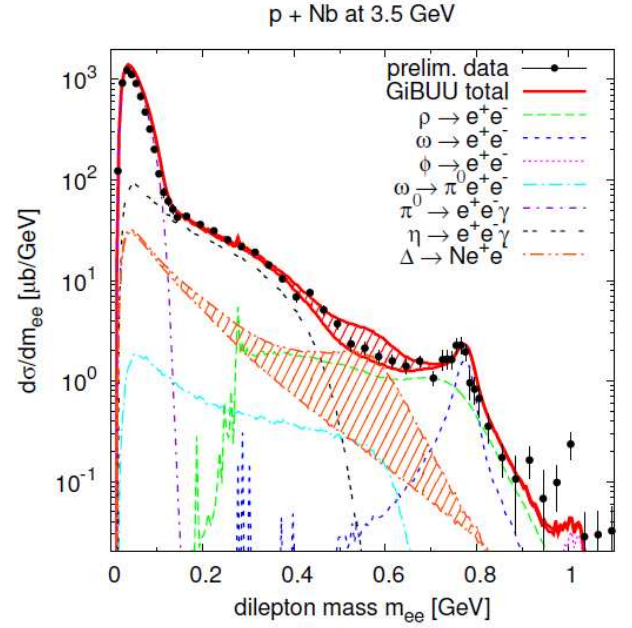 p + Nb at 3.5 GeV
prelim. data
GiBUU total
ρ → e⁺e⁻
ω → e⁺e⁻
ϕ → e⁺e⁻
ω → π⁰e⁺e⁻
π⁰ → e⁺e⁻γ
η → e⁺e⁻γ
Δ → Ne⁺e⁻
dσ/dm_ee [μb/GeV]
10³
10²
10¹
10⁰
10⁻¹
0 0.2 0.4 0.6 0.8 1
dilepton mass m_ee [GeV]